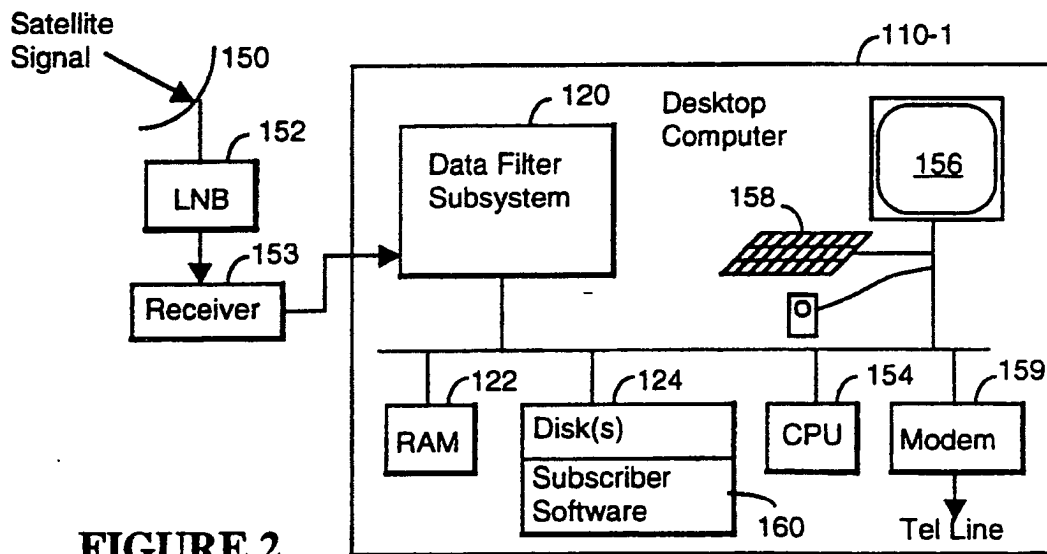 Satellite
Signal
150
110-1
152
LNB
153
Receiver
120
Data Filter
Subsystem
Desktop
Computer
156
158
122
RAM
124
Disk(s)
Subscriber
Software
160
154
CPU
159
Modem
Tel Line
FIGURE 2